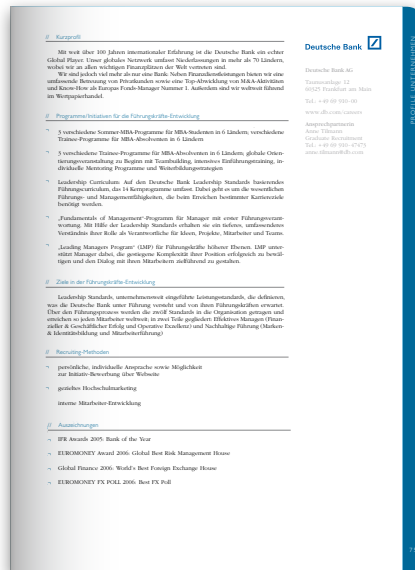 // Kurzprofil
Mit weit über 100 Jahren internationaler Erfahrung ist die Deutsche Bank ein echter
Global Player. Unser globales Netzwerk umfasst Niederlassungen in mehr als 70 Ländern,
wobei wir an allen wichtigen Finanzplätzen der Welt vertreten sind.
Wir sind jedoch viel mehr als nur eine Bank: Neben Finanzdienstleistungen bieten wir eine
umfassende Betreuung von Privatkunden sowie eine Top-Abwicklung von M&A-Aktivitäten
und Know-How als Europas Fonds-Manager Nummer 1. Außerdem sind wir weltweit führend
im Wertpapierhandel.
// Programme/Initiativen für die Führungskräfte-Entwicklung
¬ 3 verschiedene Sommer-MBA-Programme für MBA-Studenten in 6 Ländern; verschiedene
Trainee-Programme für MBA-Absolventen in 6 Ländern
¬ 3 verschiedene Trainee-Programme für MBA-Absolventen in 6 Ländern; globale Orien-
tierungsveranstaltung zu Beginn mit Teambuilding, intensives Einführungstraining, in-
dividuelle Mentoring Programme und Weiterbildungsstrategien
¬ Leadership Curriculum: Auf den Deutsche Bank Leadership Standards basierendes
Führungscurriculum, das 14 Kernprogramme umfasst. Dabei geht es um die wesentlichen
Führungs- und Managementfähigkeiten, die beim Erreichen bestimmter Karriereziele
benötigt werden.
¬ „Fundamentals of Management“-Programm für Manager mit erster Führungsverant-
wortung. Mit Hilfe der Leadership Standards erhalten sie ein tieferes, umfassenderes
Verständnis ihrer Rolle als Verantwortliche für Ideen, Projekte, Mitarbeiter und Teams.
¬ „Leading Managers Program“ (LMP) für Führungskräfte höherer Ebenen. LMP unter-
stützt Manager dabei, die gestiegene Komplexität ihrer Position erfolgreich zu bewäl-
tigen und den Dialog mit ihren Mitarbeitern zielführend zu gestalten.
// Ziele in der Führungskräfte-Entwicklung
Leadership Standards, unternehmensweit eingeführte Leistungsstandards, die definieren,
was die Deutsche Bank unter Führung versteht und von ihren Führungskräften erwartet.
Über den Führungsprozess werden die zwölf Standards in die Organisation getragen und
erreichen so jeden Mitarbeiter weltweit; in zwei Teile gegliedert: Effektives Managen (Finan-
zieller & Geschäftlicher Erfolg und Operative Exzellenz) und Nachhaltige Führung (Marken-
& Identitätsbildung und Mitarbeiterführung)
// Recruiting-Methoden
¬ persönliche, individuelle Ansprache sowie Möglichkeit
zur Initiativ-Bewerbung über Webseite
¬ gezieltes Hochschulmarketing
interne Mitarbeiter-Entwicklung
// Auszeichnungen
¬ IFR Awards 2005: Bank of the Year
¬ EUROMONEY Award 2006: Global Best Risk Management House
¬ Global Finance 2006: World's Best Foreign Exchange House
¬ EUROMONEY FX POLL 2006: Best FX Poll
Deutsche Bank
Deutsche Bank AG
Taunusanlage 12
60325 Frankfurt am Main
Tel.: +49 69 910-00
www.db.com/careers
Ansprechpartnerin
Anne Tilmann
Graduate Recruitment
anne.tilmann@db.com
PROFILE UNTERNEHMEN